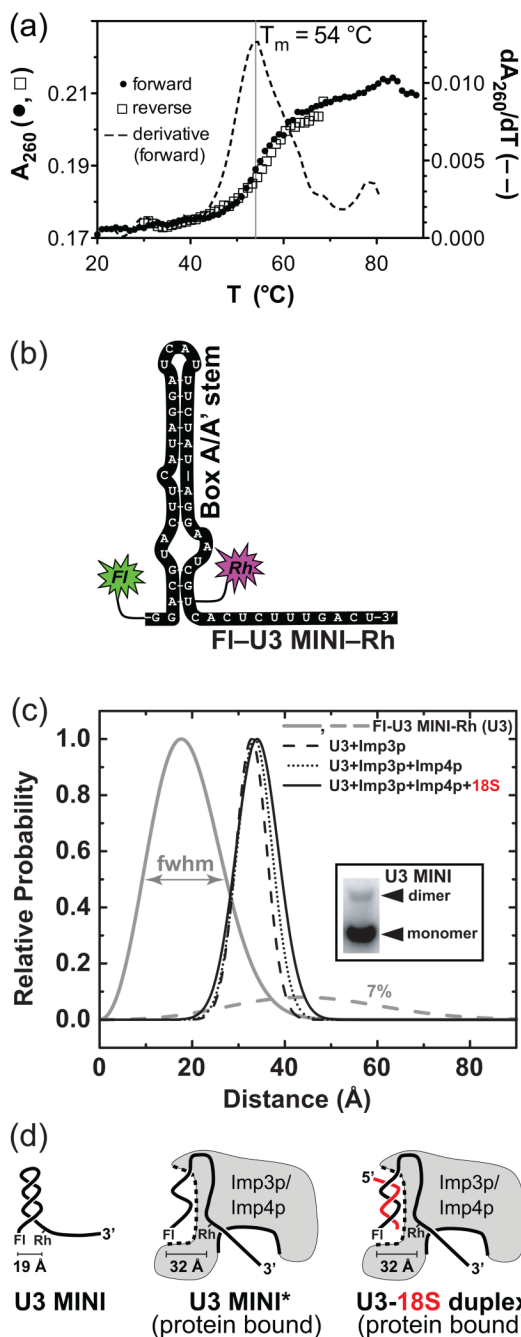 (a)
Tm = 54 °C
A260 (●, □)
dA260/dT (– –)
forward
reverse
derivative
(forward)
0.21
0.19
0.17
0.010
0.005
0.000
20
40
60
80
T (°C)
(b)
Box A/A' stem
Fl
Rh
Fl–U3 MINI–Rh
-GG
CACUCUUUGACU-3'
(c)
Relative Probability
1.0
0.8
0.6
0.4
0.2
0.0
Fl-U3 MINI-Rh (U3)
U3+Imp3p
U3+Imp3p+Imp4p
U3+Imp3p+Imp4p+18S
fwhm
U3 MINI
dimer
monomer
7%
0
20
40
60
80
Distance (Å)
(d)
Fl
Rh
3'
19 Å
U3 MINI
Imp3p/
Imp4p
Fl
Rh
32 Å
3'
U3 MINI*
(protein bound)
5'
Imp3p/
Imp4p
Fl
Rh
32 Å
3'
U3-18S duplex
(protein bound